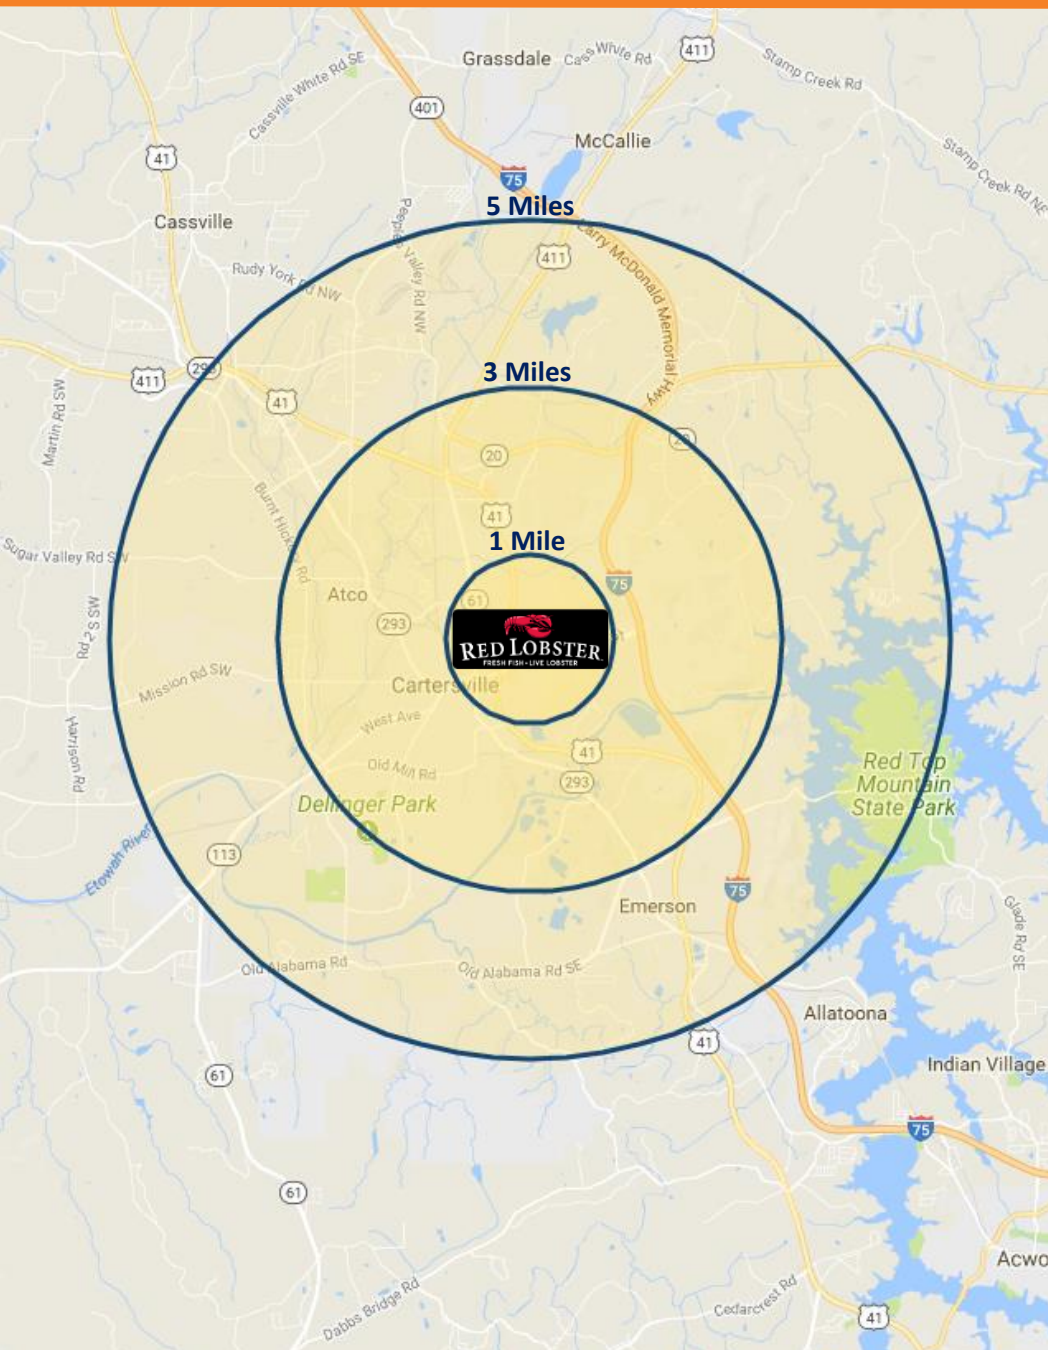 Grassdale
Cass White Rd
411
Stamp Creek Rd
Cassville White Rd SE
401
McCallie
41
Stamp Creek Rd NE
75
5 Miles
Cassville
Peeples Valley Rd NW
Larry McDonald Memorial Hwy
411
Rudy York Rd NW
293
3 Miles
411
41
Martin Rd SW
20
20
Burnt Hickory Rd
41
1 Mile
Sugar Valley Rd SW
75
Atco
61
293
Rd 2 S SW
RED LOBSTER
FRESH FISH • LIVE LOBSTER
Mission Rd SW
Cartersville
West Ave
Harrison Rd
41
Old Mill Rd
293
Red Top
Mountain
State Park
Dellinger Park
Etowah River
113
75
Emerson
Glade Rd SE
Old Alabama Rd
Old Alabama Rd SE
Allatoona
41
Indian Village
61
75
61
Acwo
Dabbs Bridge Rd
Cedarcrest Rd
41